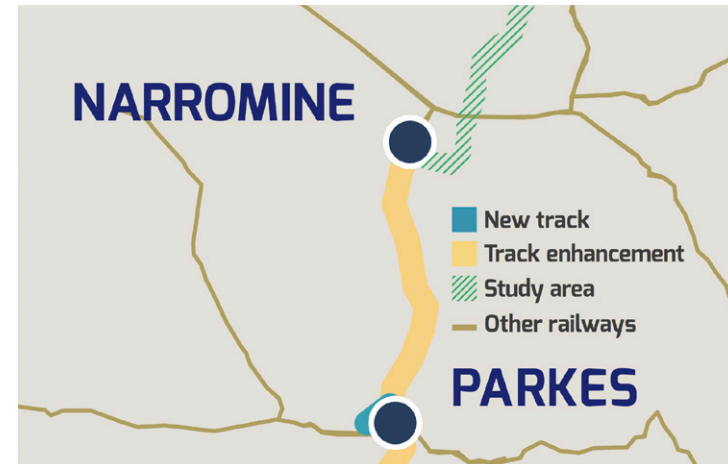 NARROMINE
New track
Track enhancement
Study area
Other railways
PARKES